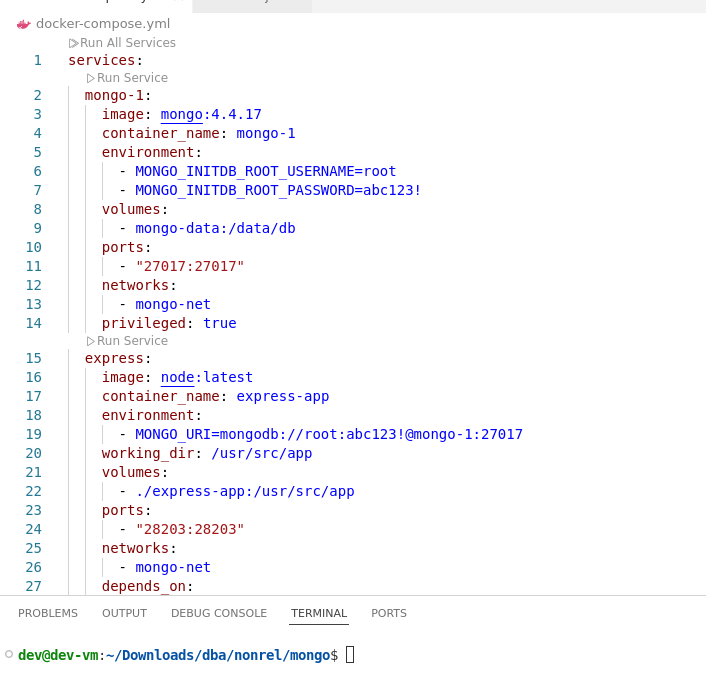 docker-compose.yml
Run All Services
1 services:
Run Service
2 mongo-1:
3 image: mongo:4.4.17
4 container_name: mongo-1
5 environment:
6 - MONGO_INITDB_ROOT_USERNAME=root
7 - MONGO_INITDB_ROOT_PASSWORD=abc123!
8 volumes:
9 - mongo-data:/data/db
10 ports:
11 - "27017:27017"
12 networks:
13 - mongo-net
14 privileged: true
Run Service
15 express:
16 image: node:latest
17 container_name: express-app
18 environment:
19 - MONGO_URI=mongodb://root:abc123!@mongo-1:27017
20 working_dir: /usr/src/app
21 volumes:
22 - ./express-app:/usr/src/app
23 ports:
24 - "28203:28203"
25 networks:
26 - mongo-net
27 depends_on:
PROBLEMS OUTPUT DEBUG CONSOLE TERMINAL PORTS
dev@dev-vm:~/Downloads/dba/nonrel/mongo$